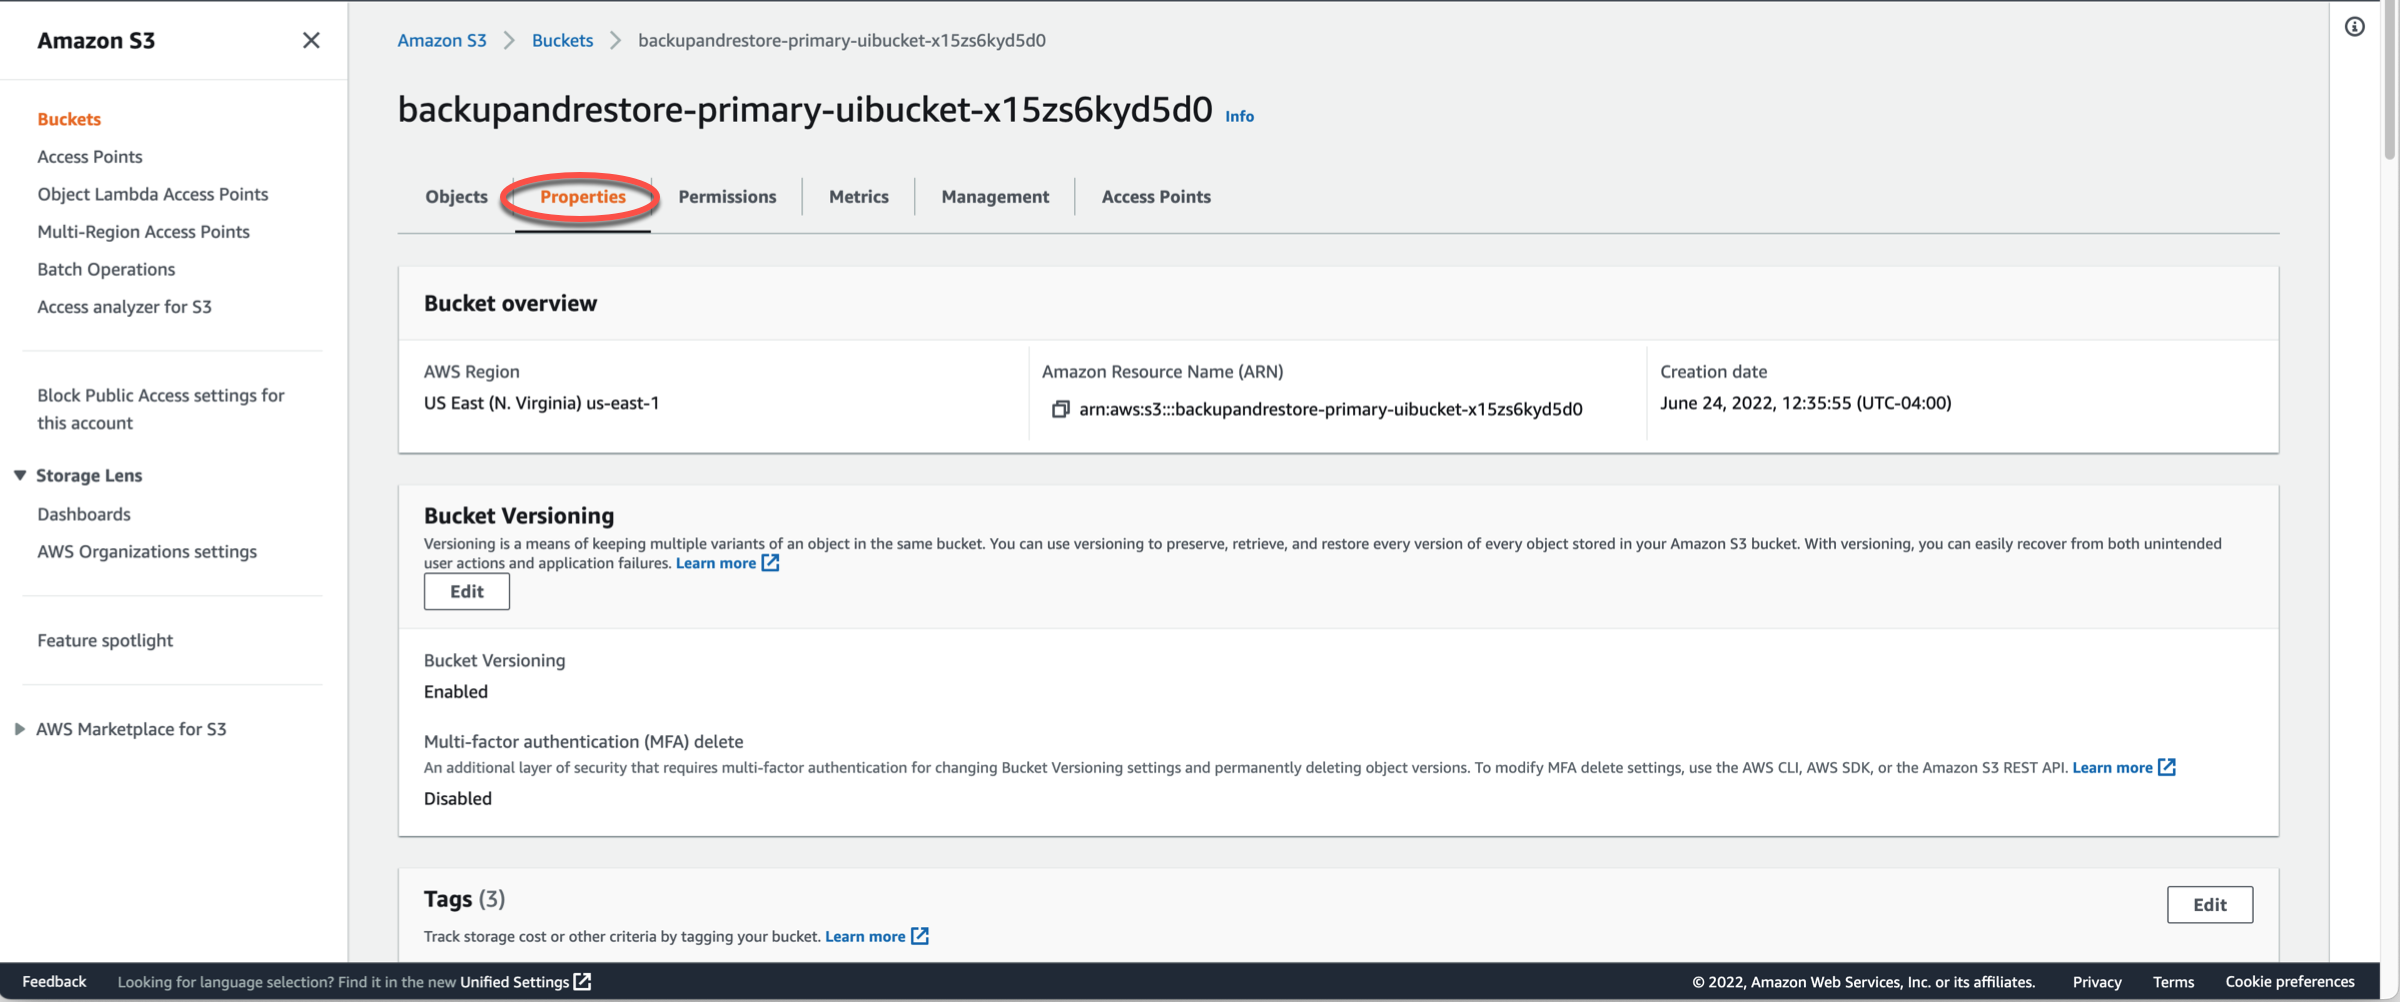 Amazon S3
Buckets
Access Points
Object Lambda Access Points
Multi-Region Access Points
Batch Operations
Access analyzer for S3
Block Public Access settings for
this account
Storage Lens
Dashboards
AWS Organizations settings
Feature spotlight
AWS Marketplace for S3
Amazon S3 Buckets backupandrestore-primary-uibucket-x15zs6kyd5d0
backupandrestore-primary-uibucket-x15zs6kyd5d0 Info
Objects Properties Permissions Metrics Management Access Points
Bucket overview
AWS Region
US East (N. Virginia) us-east-1
Amazon Resource Name (ARN)
arn:aws:s3:::backupandrestore-primary-uibucket-x15zs6kyd5d0
Creation date
June 24, 2022, 12:35:55 (UTC-04:00)
Bucket Versioning
Versioning is a means of keeping multiple variants of an object in the same bucket. You can use versioning to preserve, retrieve, and restore every version of every object stored in your Amazon S3 bucket. With versioning, you can easily recover from both unintended
user actions and application failures. Learn more
Edit
Bucket Versioning
Enabled
Multi-factor authentication (MFA) delete
An additional layer of security that requires multi-factor authentication for changing Bucket Versioning settings and permanently deleting object versions. To modify MFA delete settings, use the AWS CLI, AWS SDK, or the Amazon S3 REST API. Learn more
Disabled
Tags (3)
Edit
Track storage cost or other criteria by tagging your bucket. Learn more
Feedback Looking for language selection? Find it in the new Unified Settings © 2022, Amazon Web Services, Inc. or its affiliates. Privacy Terms Cookie preferences